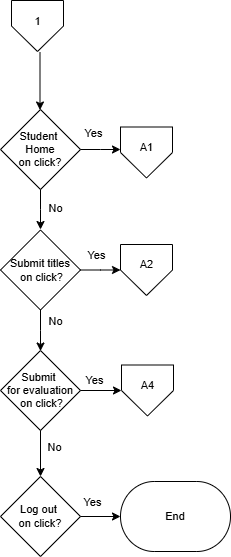 1
Student
Home
on click?
Yes
A1
No
Submit titles
on click?
Yes
A2
No
Submit
for evaluation
on click?
Yes
A4
No
Log out
on click?
Yes
End